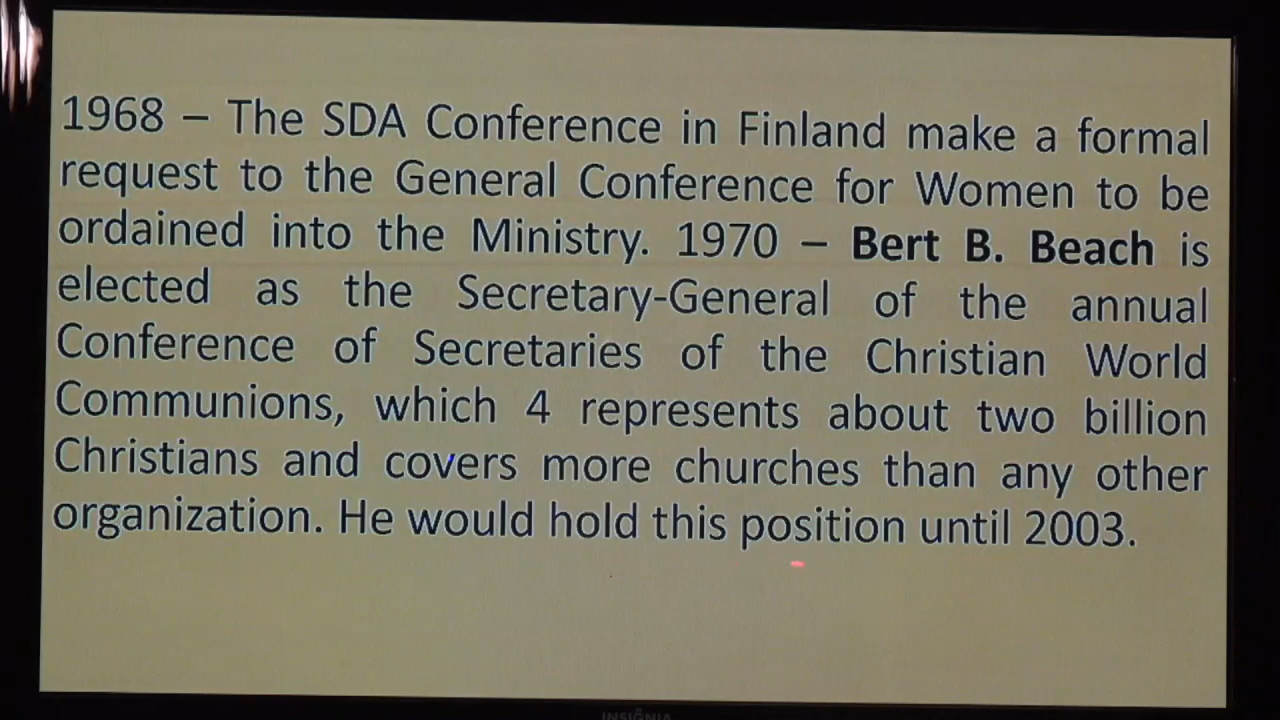 1968 – The SDA Conference in Finland make a formal
request to the General Conference for Women to be
ordained into the Ministry. 1970 – Bert B. Beach is
elected as the Secretary-General of the annual
Conference of Secretaries of the Christian World
Communions, which 4 represents about two billion
Christians and covers more churches than any other
organization. He would hold this position until 2003.
INSIGNIA